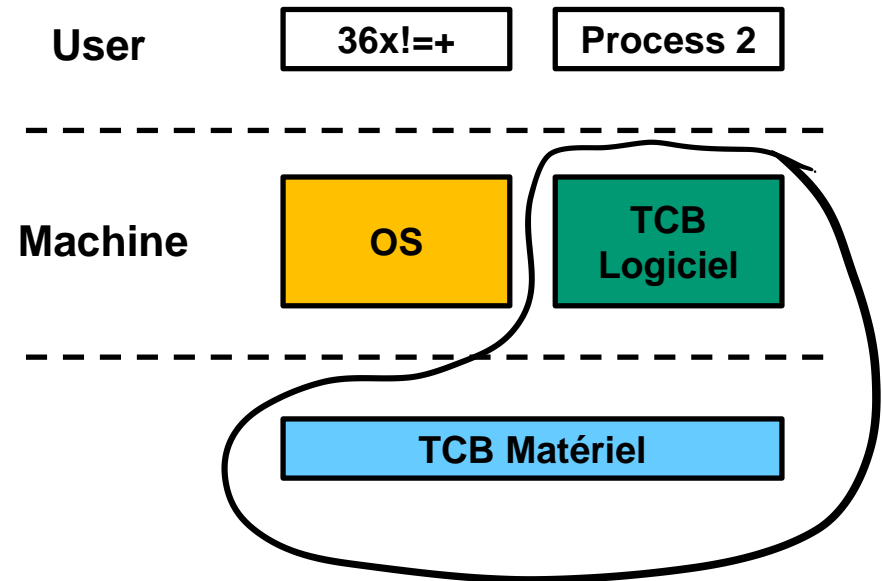 User
36x!=+
Process 2
Machine
OS
TCB
Logiciel
TCB Matériel